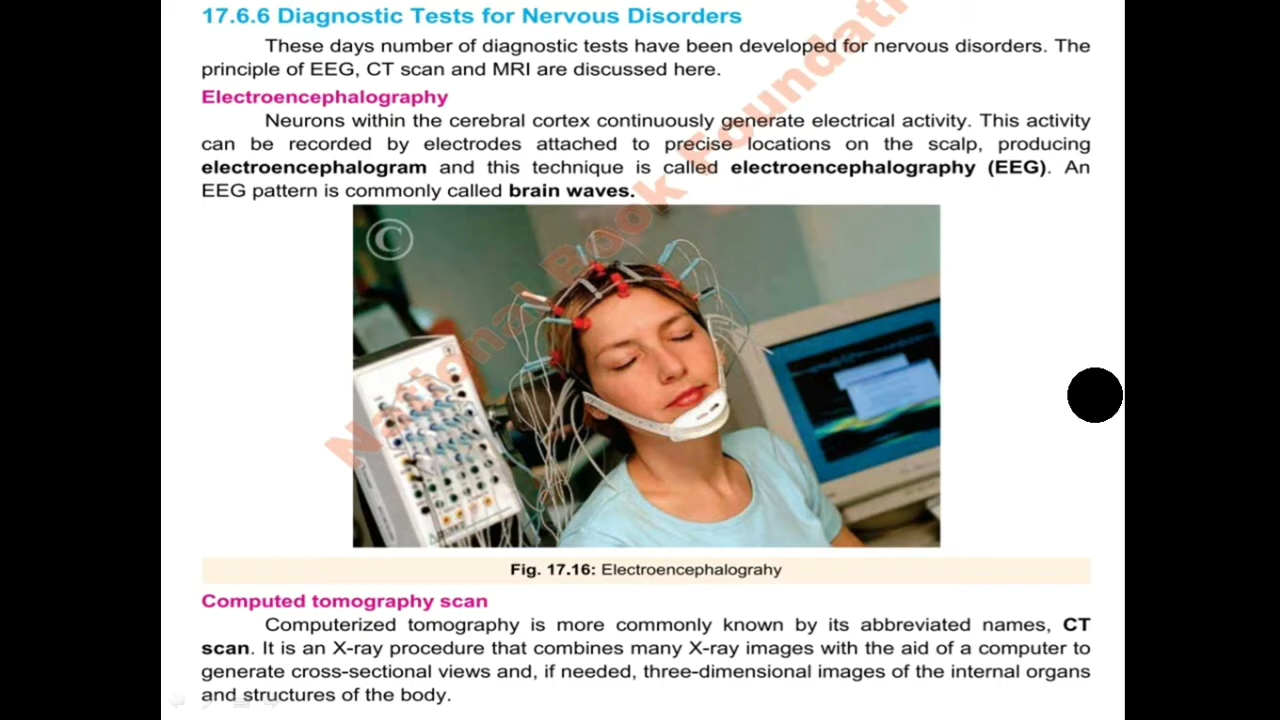 17.6.6 Diagnostic Tests for Nervous Disorders
These days number of diagnostic tests have been developed for nervous disorders. The
principle of EEG, CT scan and MRI are discussed here.
Electroencephalography
Neurons within the cerebral cortex continuously generate electrical activity. This activity
can be recorded by electrodes attached to precise locations on the scalp, producing
electroencephalogram and this technique is called electroencephalography (EEG). An
EEG pattern is commonly called brain waves.
©
National Book Foundati
Fig. 17.16: Electroencephalograhy
Computed tomography scan
Computerized tomography is more commonly known by its abbreviated names, CT
scan. It is an X-ray procedure that combines many X-ray images with the aid of a computer to
generate cross-sectional views and, if needed, three-dimensional images of the internal organs
and structures of the body.